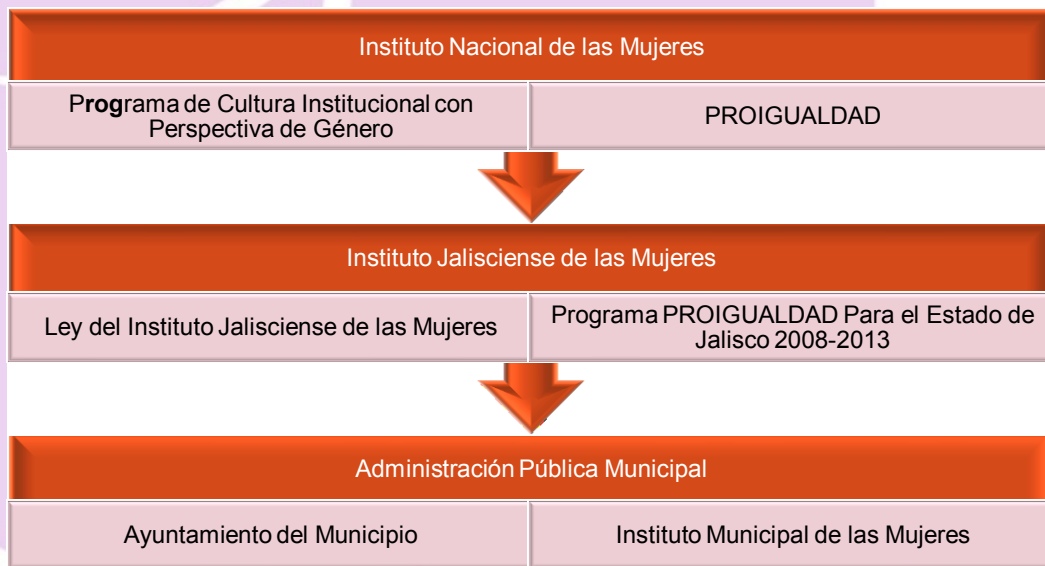 Instituto Nacional de las Mujeres
Programa de Cultura Institucional con
Perspectiva de Género
PROIGUALDAD
Instituto Jalisciense de las Mujeres
Ley del Instituto Jalisciense de las Mujeres
Programa PROIGUALDAD Para el Estado de
Jalisco 2008-2013
Administración Pública Municipal
Ayuntamiento del Municipio
Instituto Municipal de las Mujeres